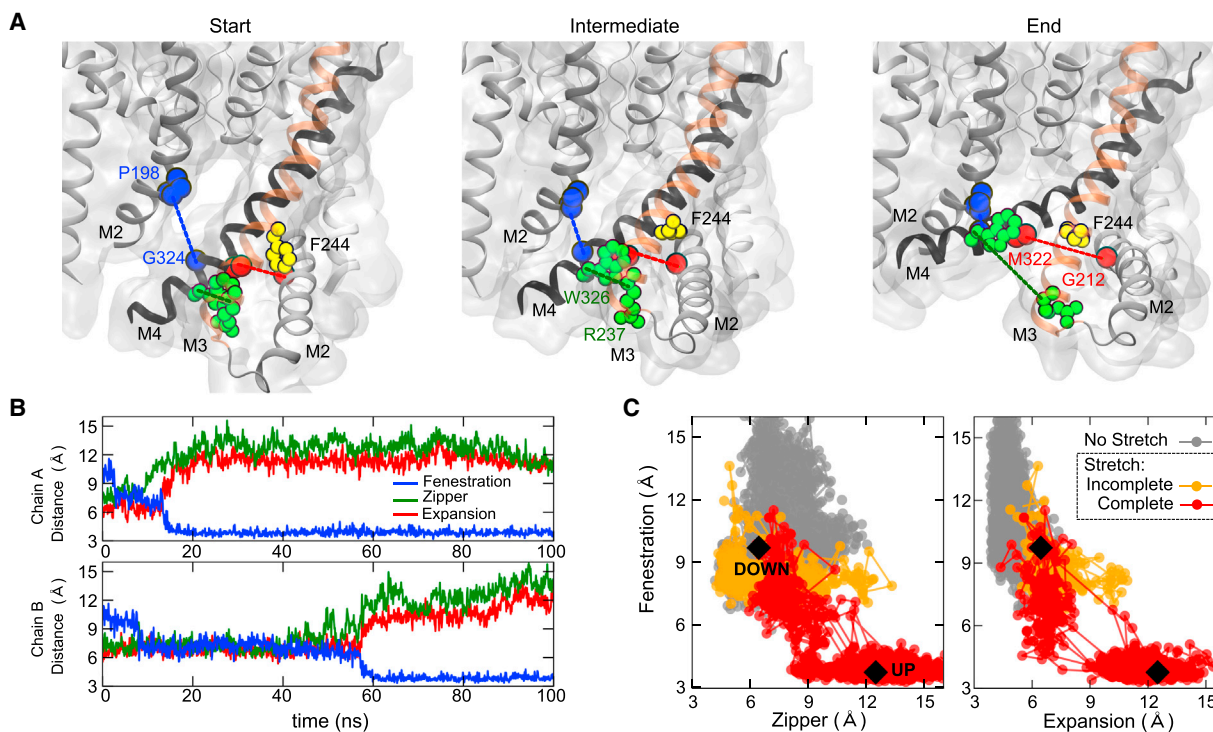 A
Start
Intermediate
End
P198
M2
G324
F244
M4
M3
M2
M2
F244
W326
M4
R237
M2
M3
M2
F244
M4
M322
G212
M3
M2
B
Chain A
Distance (Å)
15
12
9
6
3
0 20 40 60 80 100
Fenestration
Zipper
Expansion
Chain B
Distance (Å)
15
12
9
6
3
0 20 40 60 80 100
time (ns)
C
Fenestration (Å)
15
12
9
6
3
DOWN
UP
3 6 9 12 15
Zipper (Å)
15
12
9
6
3
No Stretch
Stretch:
Incomplete
Complete
3 6 9 12 15
Expansion (Å)